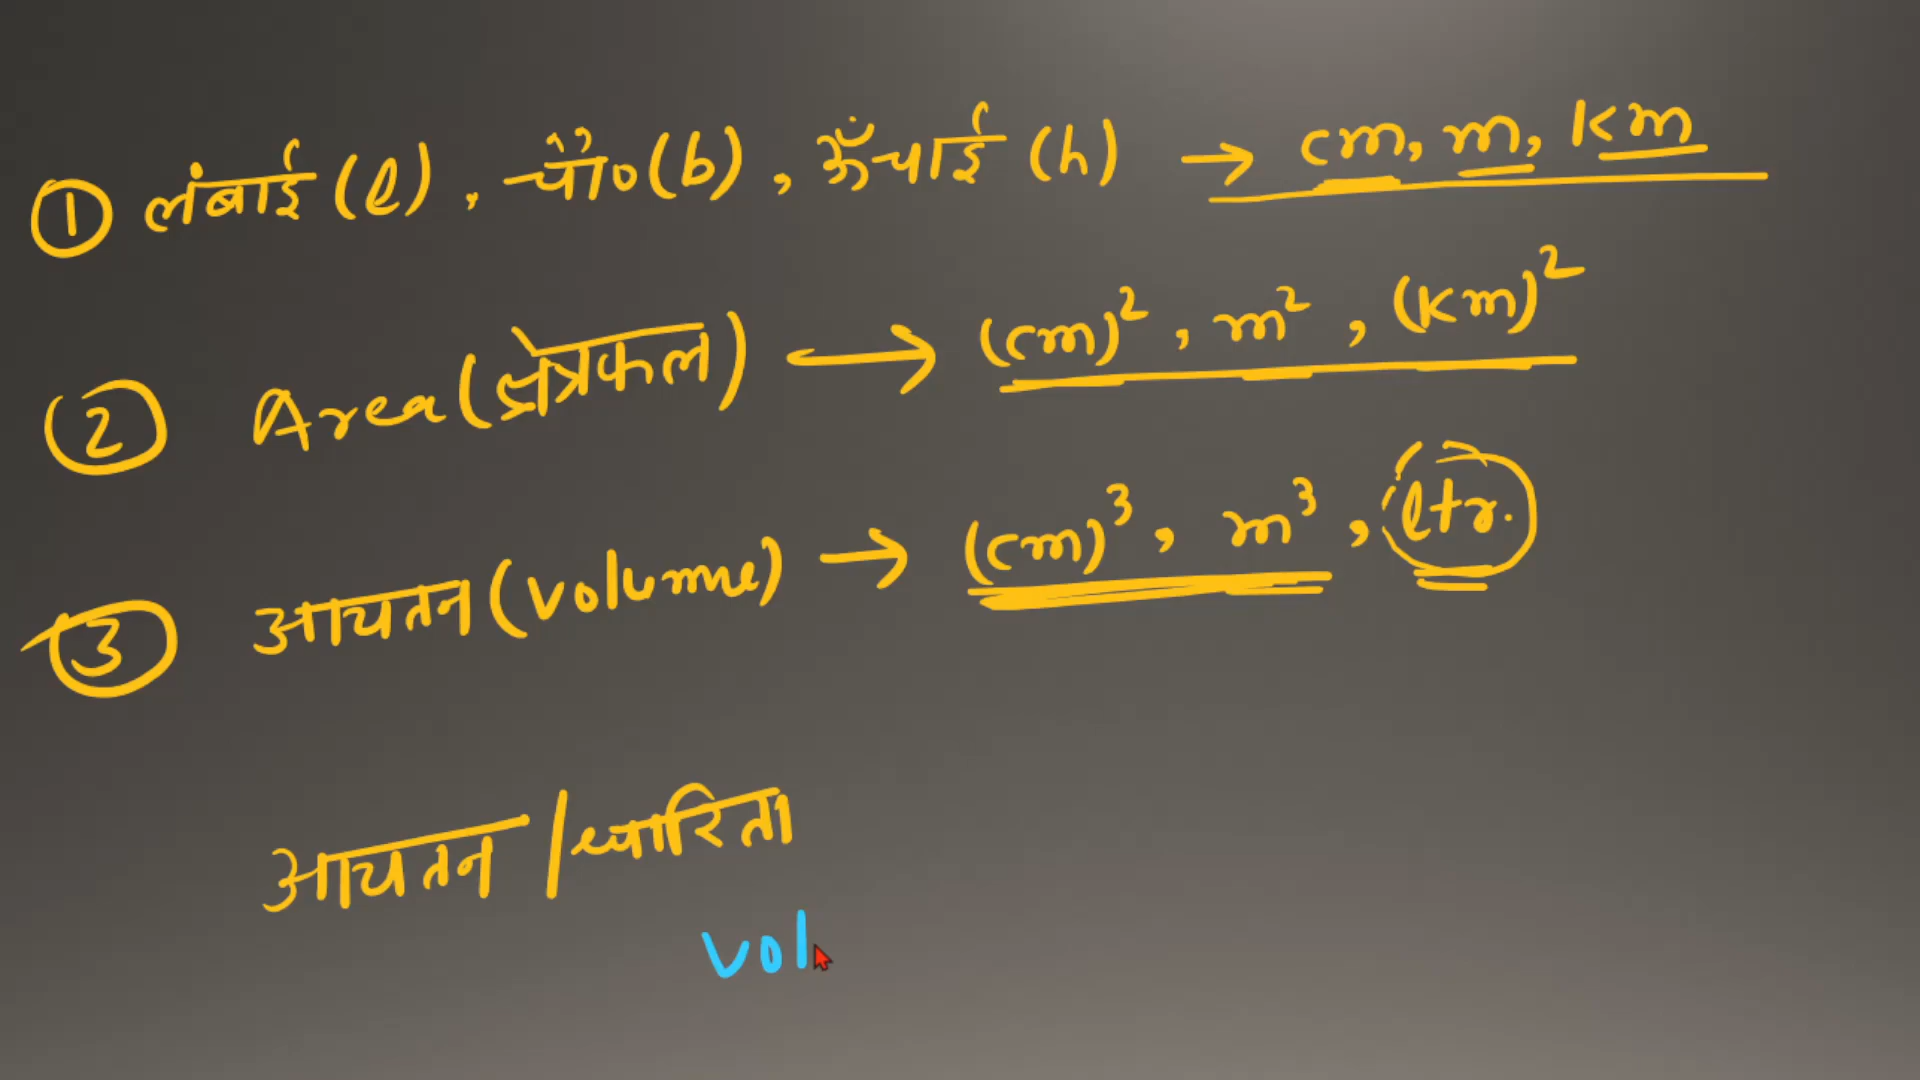 ① लंबाई (l), चौ० (b), ऊँचाई (h) → cm, m, km
② Area (क्षेत्रफल) → (cm)², m², (km)²
③ आयतन (volume) → (cm)³, m³, ltr.
आयतन / धारिता
vol